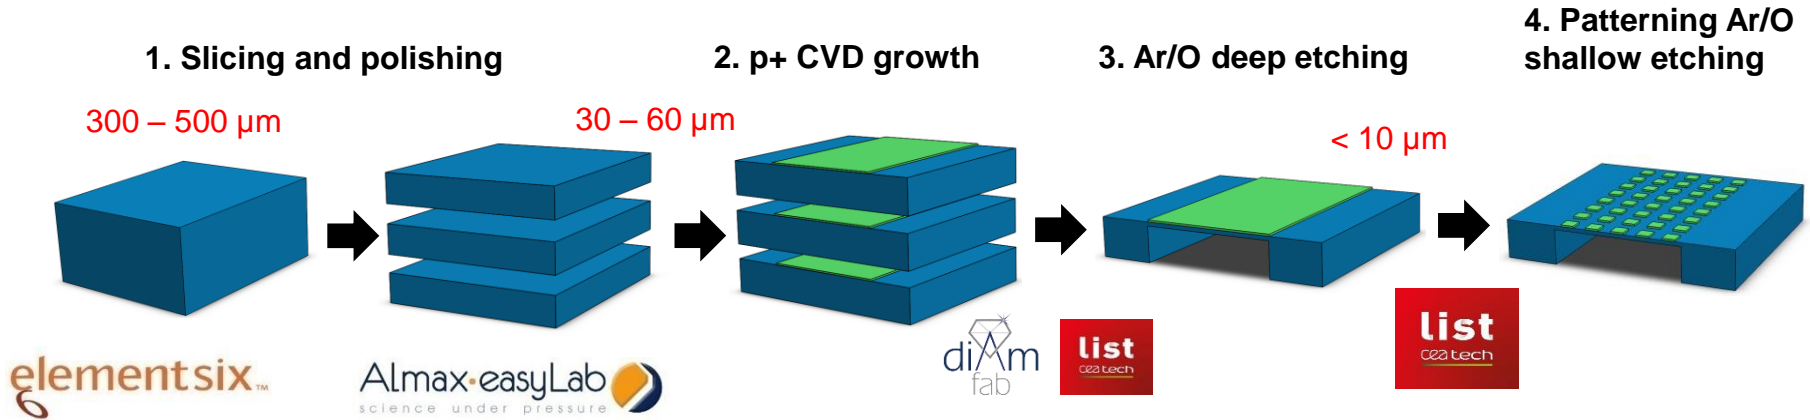 1. Slicing and polishing
2. p+ CVD growth
3. Ar/O deep etching
4. Patterning Ar/O
shallow etching
300 – 500 µm
30 – 60 µm
< 10 µm
elementsix™
Almax·easyLab
science under pressure
diAm
fab
list
cea tech
list
cea tech